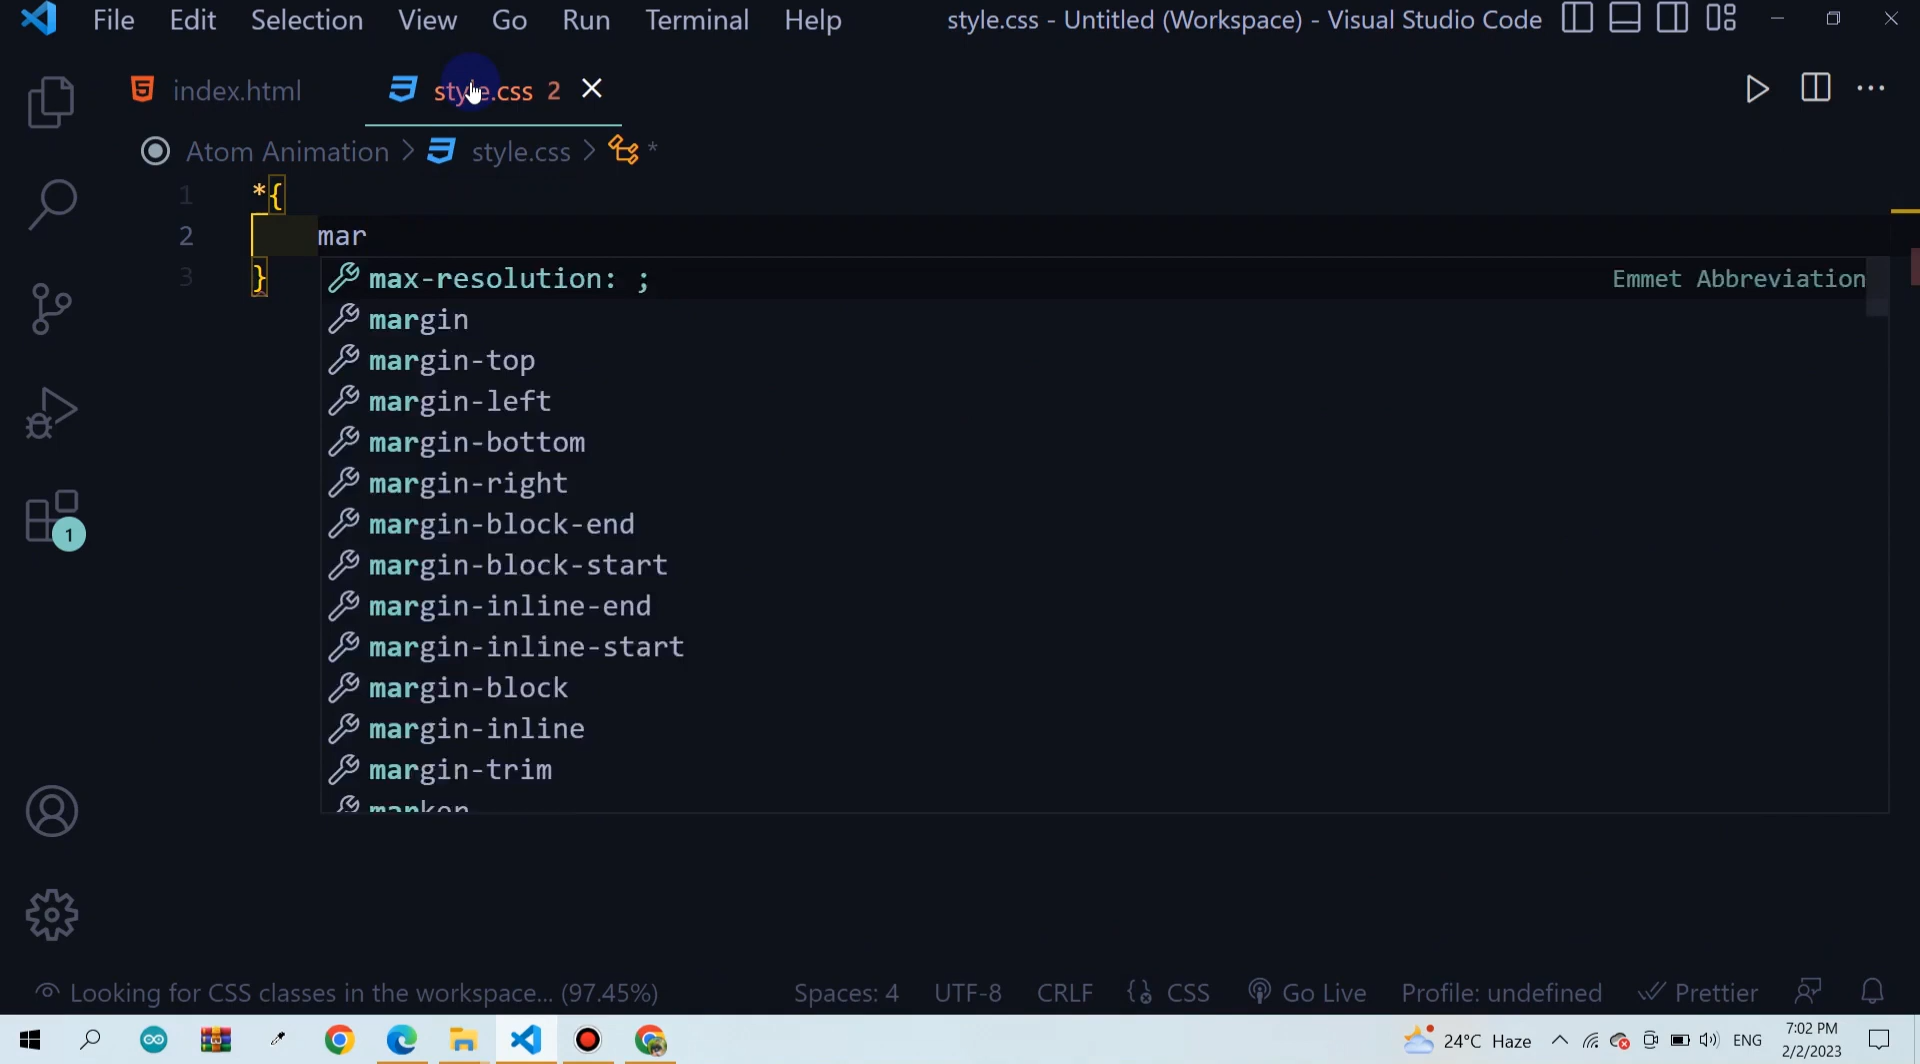 File Edit Selection View Go Run Terminal Help style.css - Untitled (Workspace) - Visual Studio Code
index.html style.css 2
Atom Animation > style.css > *
1 *{
2 mar
3 }
max-resolution: ; Emmet Abbreviation
margin
margin-top
margin-left
margin-bottom
margin-right
margin-block-end
margin-block-start
margin-inline-end
margin-inline-start
margin-block
margin-inline
margin-trim
1
Looking for CSS classes in the workspace... (97.45%) Spaces: 4 UTF-8 CRLF CSS Go Live Profile: undefined Prettier
24°C Haze ENG 7:02 PM
2/2/2023